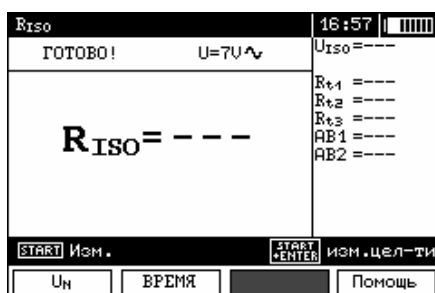 RISO 16:57
ГОТОВО! U=7V∿
UISO=---
Rt1 =---
Rt2 =---
Rt3 =---
AB1 =---
AB2 =---
RISO=---
START Изм. START +ENTER изм.цел-ти
UN ВРЕМЯ Помощь